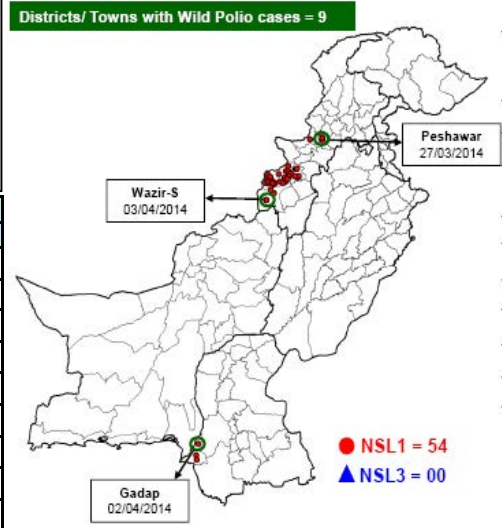 Districts/ Towns with Wild Polio cases = 9
Peshawar
27/03/2014
Wazir-S
03/04/2014
NSL1 = 54
NSL3 = 00
Gadap
02/04/2014